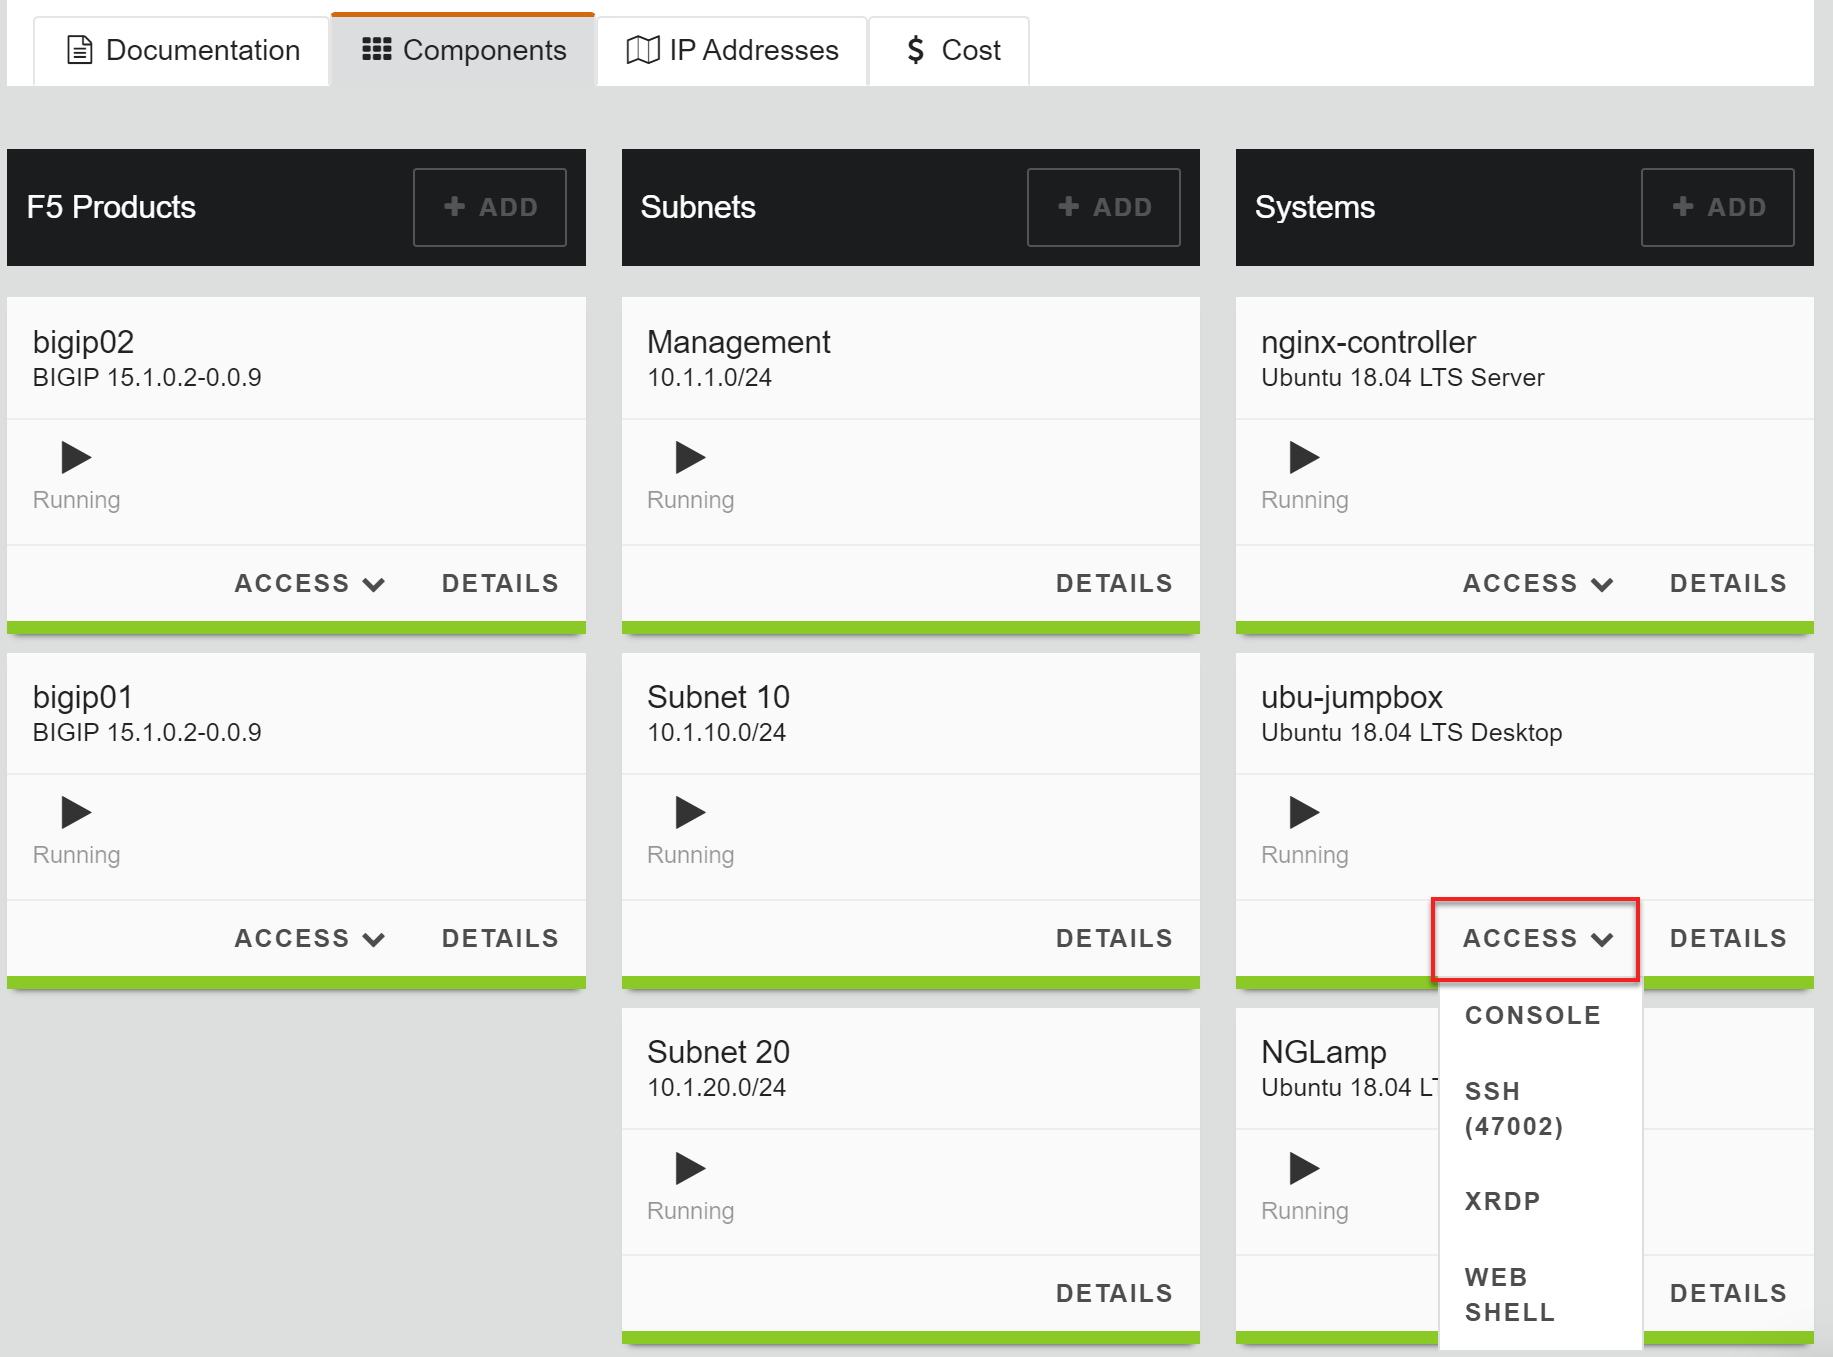 Documentation
Components
IP Addresses
$ Cost
F5 Products
+ ADD
bigip02
BIGIP 15.1.0.2-0.0.9
Running
ACCESS
DETAILS
bigip01
BIGIP 15.1.0.2-0.0.9
Running
ACCESS
DETAILS
Subnets
+ ADD
Management
10.1.1.0/24
Running
DETAILS
Subnet 10
10.1.10.0/24
Running
DETAILS
Subnet 20
10.1.20.0/24
Running
DETAILS
Systems
+ ADD
nginx-controller
Ubuntu 18.04 LTS Server
Running
ACCESS
DETAILS
ubu-jumpbox
Ubuntu 18.04 LTS Desktop
Running
ACCESS
DETAILS
CONSOLE
SSH
(47002)
XRDP
WEB
SHELL
NGLamp
Ubuntu 18.04 LT
Running
DETAILS